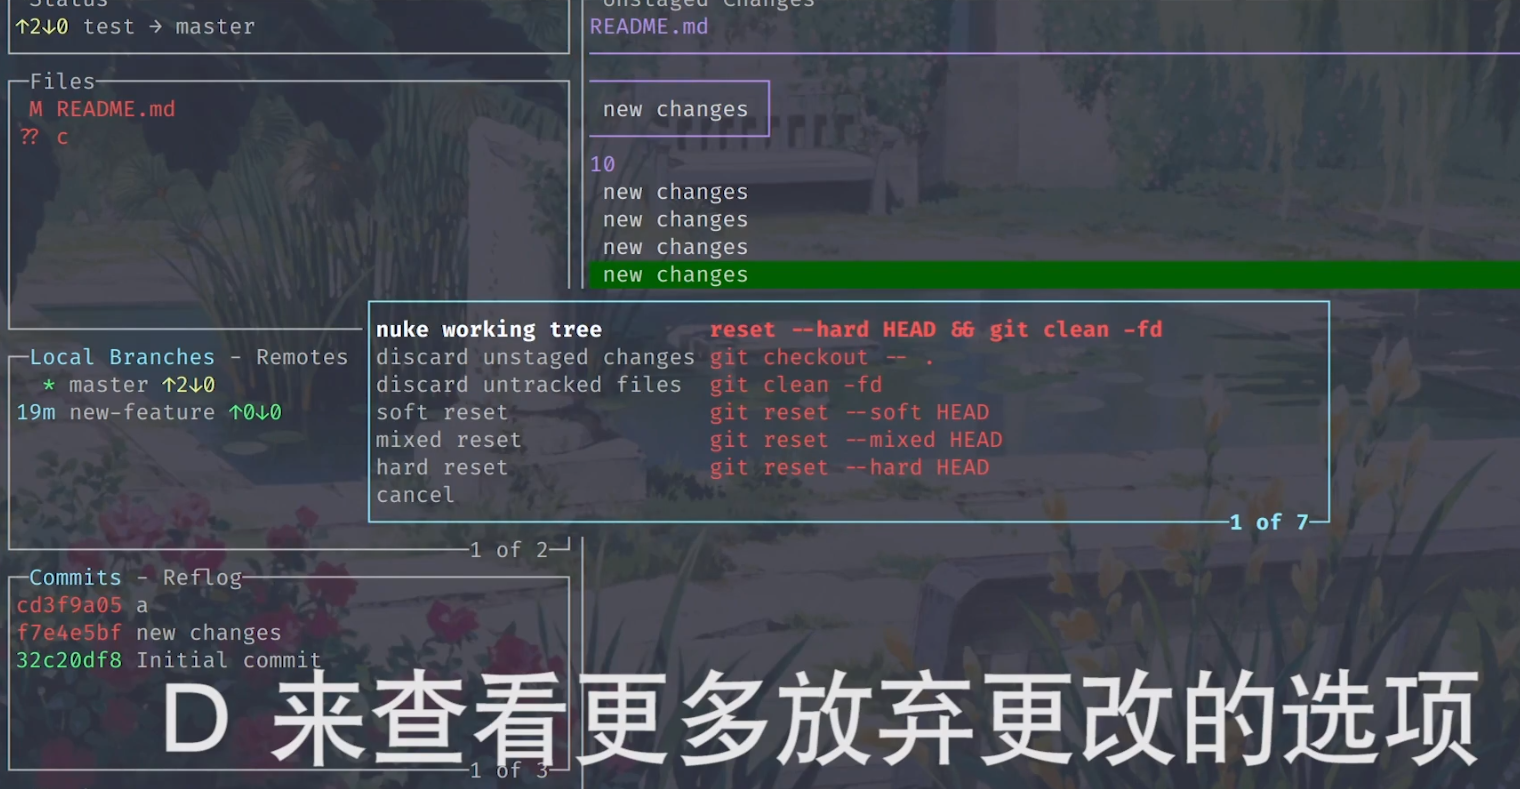 Status
↑2↓0 test → master
Files
M README.md
?? c
Local Branches - Remotes
* master ↑2↓0
19m new-feature ↑0↓0
1 of 2
Commits - Reflog
cd3f9a05 a
f7e4e5bf new changes
32c20df8 Initial commit
1 of 3
Unstaged Changes
README.md
new changes
10
new changes
new changes
new changes
new changes
nuke working tree reset --hard HEAD && git clean -fd
discard unstaged changes git checkout -- .
discard untracked files git clean -fd
soft reset git reset --soft HEAD
mixed reset git reset --mixed HEAD
hard reset git reset --hard HEAD
cancel
1 of 7
D 来查看更多放弃更改的选项